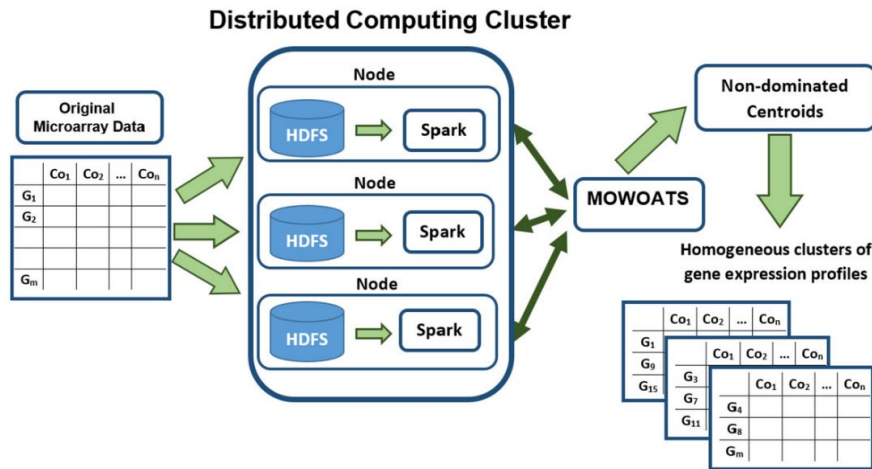 Distributed Computing Cluster
Original
Microarray Data
Co₁ Co₂ ... Coₙ
G₁
G₂
Gₘ
Node
HDFS
Spark
Node
HDFS
Spark
Node
HDFS
Spark
MOWOATS
Non-dominated
Centroids
Homogeneous clusters of
gene expression profiles
Co₁ Co₂ ... Coₙ
G₁
G₉
G₁₅
Co₁ Co₂ ... Coₙ
G₃
G₇
G₁₁
Co₁ Co₂ ... Coₙ
G₄
G₈
Gₘ